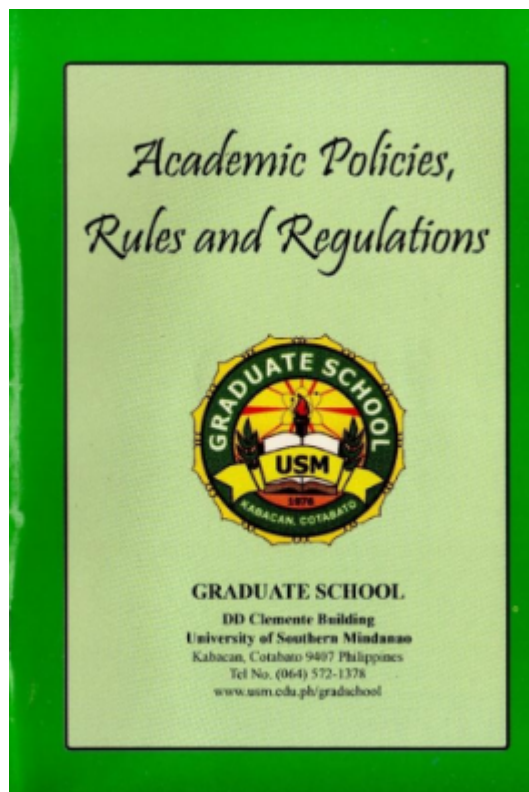 Academic Policies,
Rules and Regulations
GRADUATE SCHOOL
USM
1978
KABACAN, COTABATO
GRADUATE SCHOOL
DD Clemente Building
University of Southern Mindanao
Kabacan, Cotabato 9407 Philippines
Tel No. (064) 572-1378
www.usm.edu.ph/gradschool